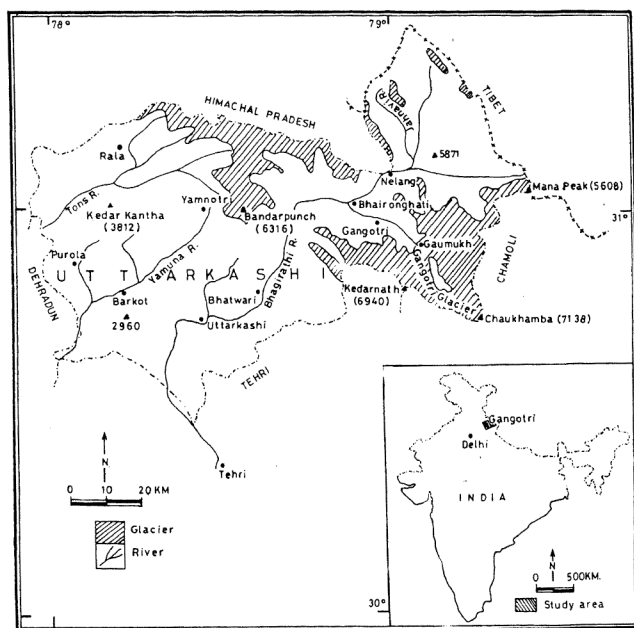 78°
79°
HIMACHAL PRADESH
TIBET
Janavi R.
Rala
5871
Nelang
Mana Peak (5608)
Tons R.
Yamnotri
Bhaironghati
31°
Kedar Kantha
(3812)
Bandarpunch
(6316)
Gangotri
Gaumukh
Purola
Yamuna R.
Bhagirathi R.
Gangotri Glacier
CHAMOLI
UTTARKASHI
DEHRADUN
Barkot
Bhatwari
Kedarnath
(6940)
2960
Uttarkashi
Chaukhamba (7138)
TEHRI
Gangotri
Delhi
N
Tehri
0 10 20 KM
INDIA
Glacier
River
N
0 500KM.
Study area
30°